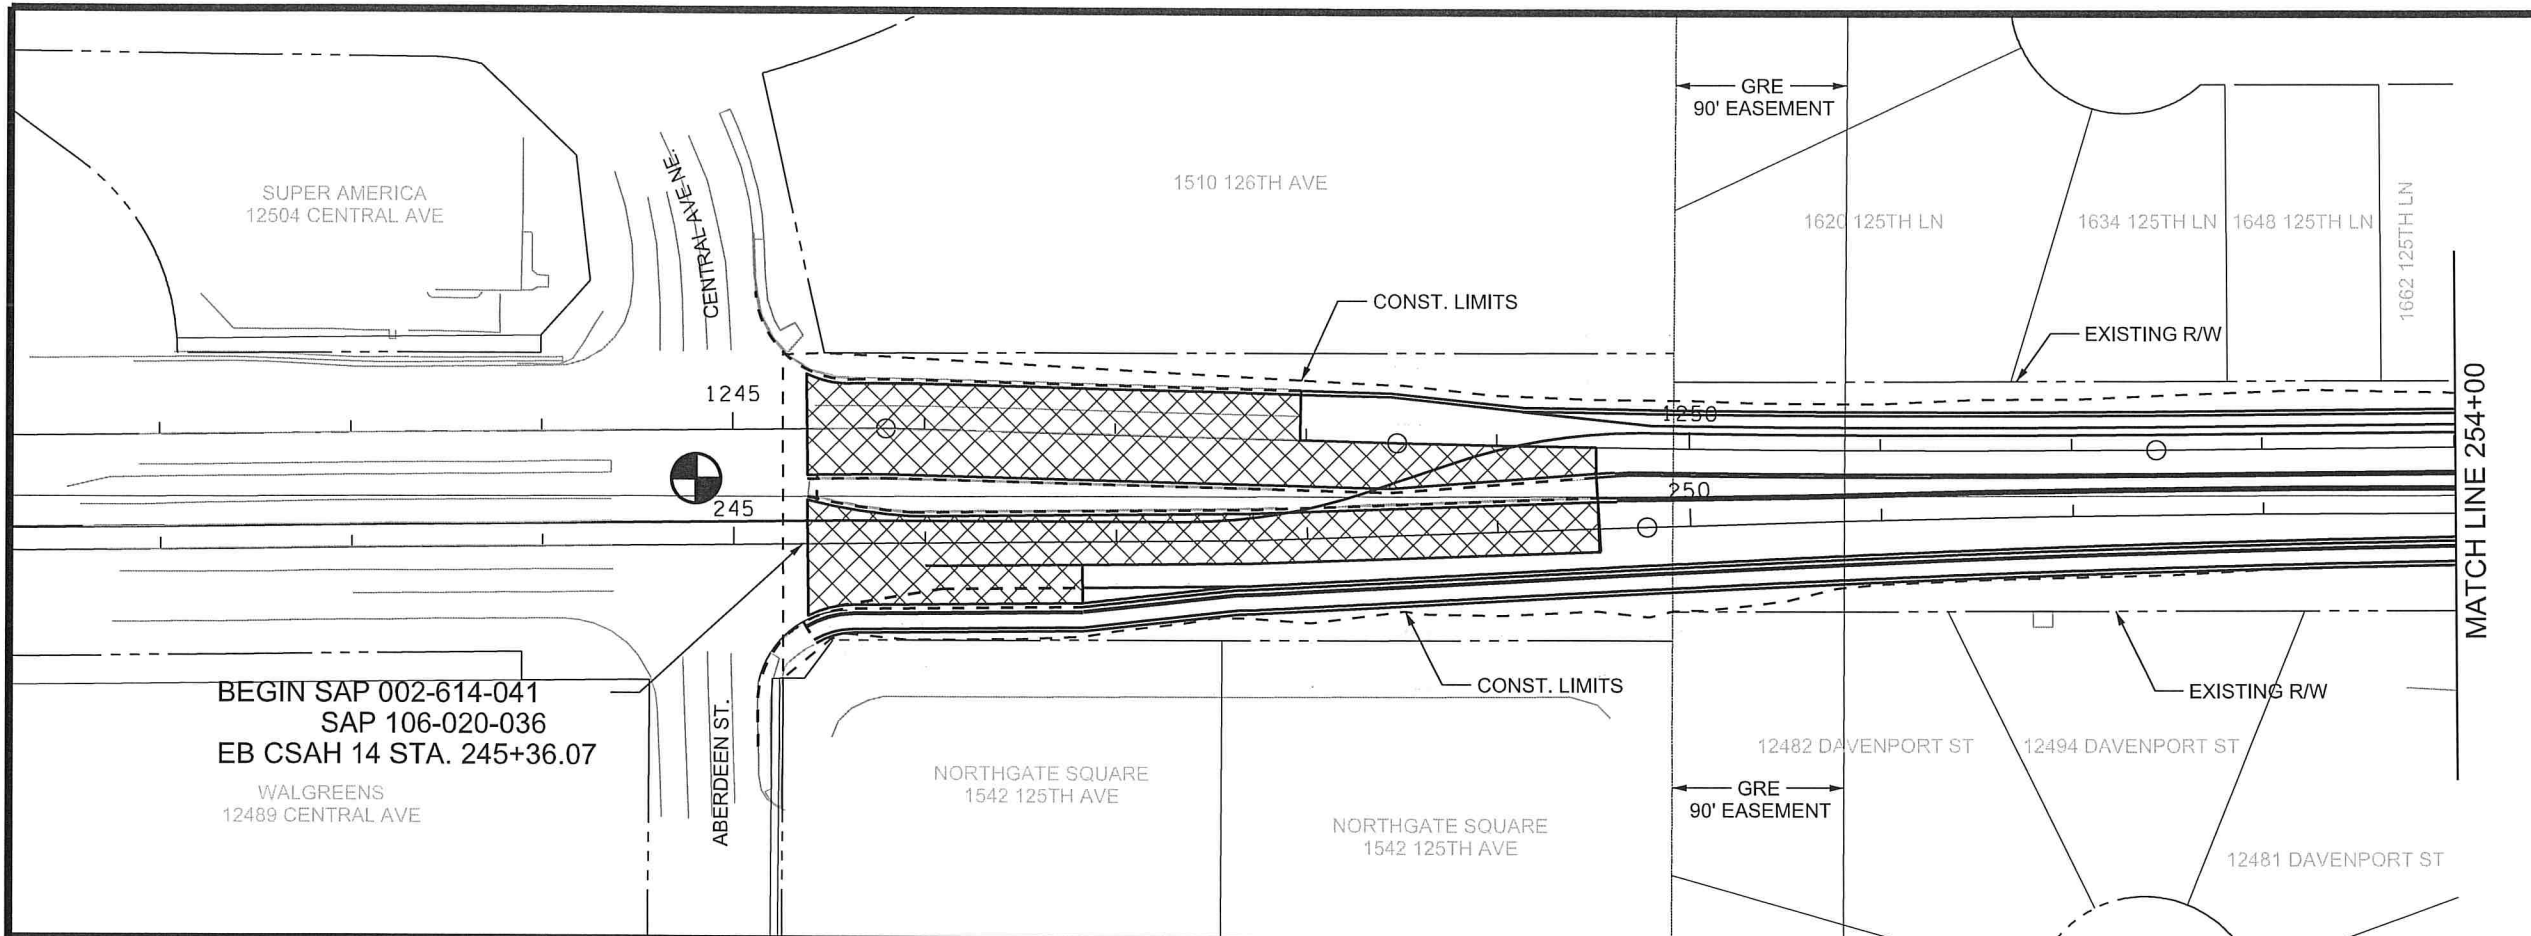 GRE
90' EASEMENT
SUPER AMERICA
12504 CENTRAL AVE
CENTRAL AVE NE.
1510 126TH AVE
1620 125TH LN
1634 125TH LN
1648 125TH LN
1662 125TH LN
CONST. LIMITS
EXISTING R/W
1245
1250
245
250
MATCH LINE 254+00
BEGIN SAP 002-614-041
SAP 106-020-036
EB CSAH 14 STA. 245+36.07
WALGREENS
12489 CENTRAL AVE
ABERDEEN ST.
CONST. LIMITS
EXISTING R/W
NORTHGATE SQUARE
1542 125TH AVE
NORTHGATE SQUARE
1542 125TH AVE
GRE
90' EASEMENT
12482 DAVENPORT ST
12494 DAVENPORT ST
12481 DAVENPORT ST